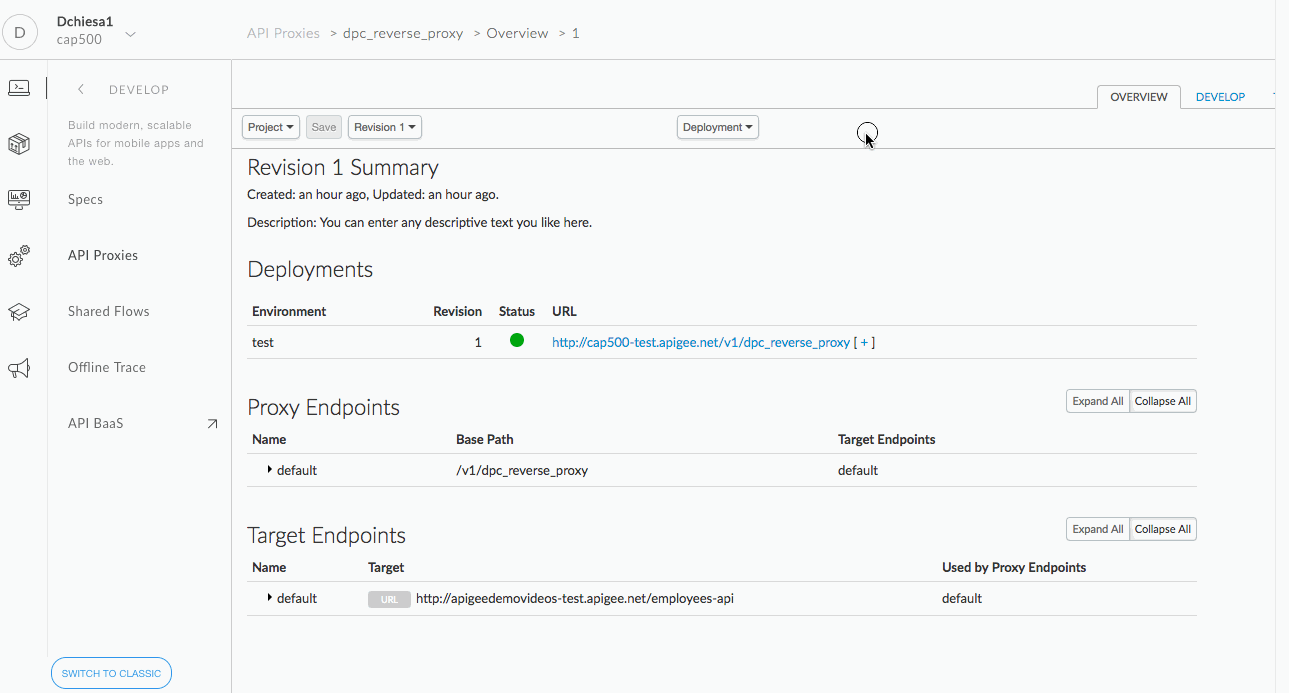 D
Dchiesa1
cap500
API Proxies > dpc_reverse_proxy > Overview > 1
DEVELOP
Build modern, scalable
APIs for mobile apps and
the web.
Specs
API Proxies
Shared Flows
Offline Trace
API BaaS
SWITCH TO CLASSIC
OVERVIEW DEVELOP
Project Save Revision 1 Deployment
Revision 1 Summary
Created: an hour ago, Updated: an hour ago.
Description: You can enter any descriptive text you like here.
Deployments
Environment Revision Status URL
test 1 http://cap500-test.apigee.net/v1/dpc_reverse_proxy [ + ]
Proxy Endpoints Expand All Collapse All
Name Base Path Target Endpoints
default /v1/dpc_reverse_proxy default
Target Endpoints Expand All Collapse All
Name Target Used by Proxy Endpoints
default URL http://apigeedemovideos-test.apigee.net/employees-api default